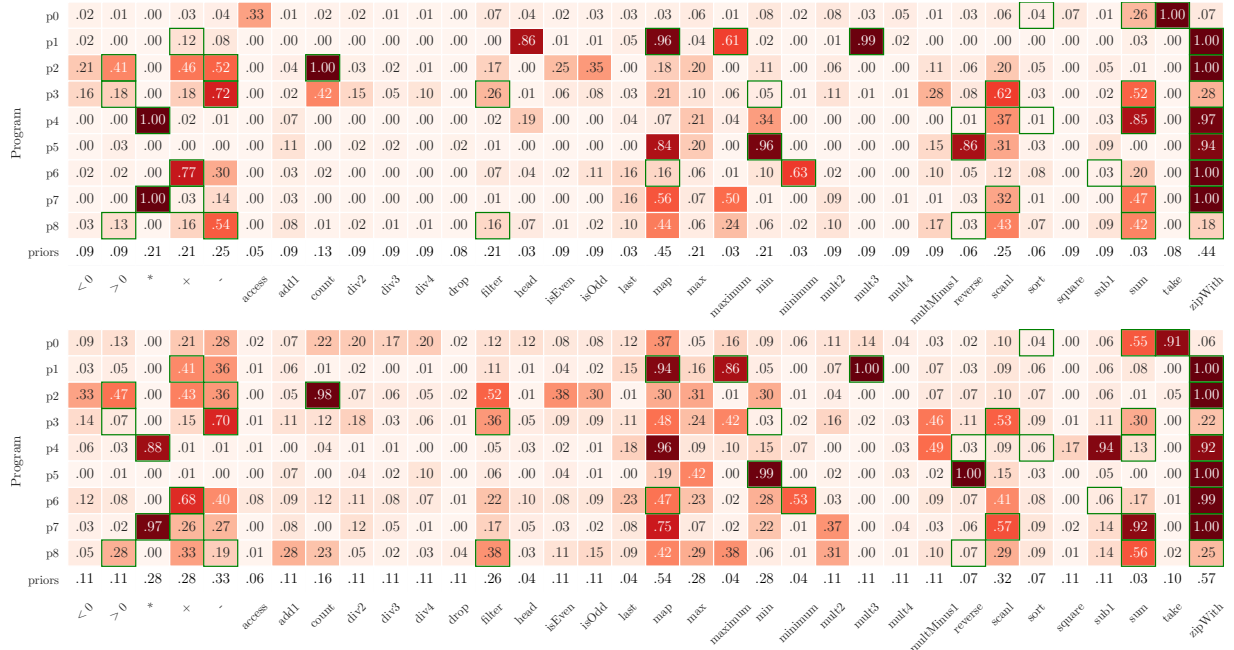 p0 .02 .01 .00 .03 .04 .33 .01 .02 .02 .01 .01 .08 .04 .02 .03 .03 .03 .03 .06 .01 .08 .02 .08 .03 .05 .01 .03 .06 .04 .07 .01 .26 1.00 .07
p1 .02 .00 .00 .12 .08 .00 .00 .00 .00 .00 .00 .00 .86 .01 .01 .05 .96 .04 .61 .02 .00 .01 .99 .02 .00 .00 .00 .00 .00 .00 .03 .00 1.00
p2 .21 .41 .00 .46 .52 .00 .04 1.00 .03 .02 .01 .00 .17 .00 .25 .35 .00 .18 .20 .00 .11 .00 .02 .00 .00 .11 .06 .20 .05 .00 .05 .01 .00 1.00
p3 .16 .18 .00 .18 .72 .00 .02 .42 .15 .05 .10 .00 .26 .01 .06 .08 .03 .21 .10 .06 .05 .01 .11 .01 .01 .28 .08 .62 .03 .00 .02 .52 .00 .28
p4 .00 .00 1.00 .02 .01 .07 .00 .00 .00 .00 .00 .08 .00 .19 .00 .00 .04 .07 .21 .04 .34 .00 .00 .00 .00 .00 .01 .37 .01 .00 .03 .85 .00 .97
Program
p5 .00 .03 .00 .00 .00 .11 .00 .02 .00 .00 .00 .02 .01 .00 .00 .00 .00 .84 .20 .00 .96 .00 .00 .00 .00 .15 .86 .31 .03 .00 .09 .00 .00 .94
p6 .02 .02 .00 .77 .30 .00 .03 .02 .00 .00 .00 .00 .07 .04 .02 .11 .16 .16 .06 .01 .10 .63 .02 .00 .00 .10 .05 .12 .08 .00 .03 .20 .00 1.00
p7 .00 .00 1.00 .03 .14 .00 .03 .00 .00 .00 .00 .00 .01 .00 .00 .00 .16 .56 .07 .50 .01 .00 .09 .00 .01 .01 .03 .32 .01 .00 .01 .47 .00 1.00
p8 .03 .13 .00 .16 .54 .00 .08 .01 .02 .01 .01 .00 .16 .07 .01 .02 .10 .44 .06 .24 .06 .01 .02 .10 .00 .17 .03 .43 .07 .00 .09 .42 .00 .18
priors .09 .09 .21 .21 .25 .05 .09 .13 .09 .09 .09 .08 .21 .03 .09 .09 .03 .45 .21 .03 .21 .03 .09 .09 .09 .09 .06 .25 .06 .09 .09 .03 .08 .44
< 0 > 0 * + - access add1 count div2 div3 div4 drop filter head isEven isOdd last map max maximum min minimum mult2 mult3 mult4 multMinus1 reverse scanl sort square sub1 sum take zipWith
p0 .09 .13 .00 .21 .28 .02 .07 .22 .20 .17 .20 .02 .12 .12 .08 .08 .12 .37 .05 .16 .09 .06 .11 .14 .04 .03 .02 .10 .04 .03 .04 .55 .91 .06
p1 .03 .05 .00 .41 .36 .01 .06 .01 .02 .00 .01 .00 .02 .01 .04 .02 .15 .94 .16 .86 .05 .00 .07 1.00 .00 .07 .03 .09 .06 .00 .06 .08 .00 1.00
p2 .33 .47 .00 .43 .36 .00 .05 .98 .07 .06 .05 .02 .52 .01 .38 .30 .00 .30 .31 .00 .30 .01 .04 .00 .00 .07 .07 .10 .07 .00 .06 .01 .05 1.00
p3 .14 .07 .00 .15 .70 .01 .11 .12 .18 .03 .06 .01 .36 .05 .09 .09 .11 .48 .24 .42 .03 .02 .16 .02 .03 .46 .11 .53 .09 .01 .11 .30 .00 .22
p4 .06 .03 .88 .01 .01 .00 .04 .01 .01 .00 .00 .05 .03 .02 .01 .18 .96 .09 .10 .15 .07 .00 .01 .00 .00 .49 .03 .09 .06 .17 .94 .13 .00 .92
Program
p5 .00 .01 .00 .01 .00 .02 .07 .00 .04 .02 .10 .00 .06 .00 .04 .01 .00 .19 .42 .00 .99 .00 .02 .00 .03 .02 1.00 .15 .03 .00 .05 .00 .00 1.00
p6 .12 .08 .00 .68 .40 .08 .09 .12 .11 .08 .07 .01 .22 .10 .08 .09 .23 .47 .23 .02 .28 .53 .03 .00 .00 .09 .07 .41 .08 .00 .06 .17 .01 .99
p7 .03 .02 .97 .26 .27 .00 .08 .00 .12 .05 .01 .00 .17 .05 .03 .02 .08 .75 .07 .02 .22 .01 .37 .00 .04 .03 .06 .57 .09 .02 .14 .92 .00 1.00
p8 .05 .28 .00 .33 .19 .01 .28 .23 .05 .02 .03 .04 .38 .03 .11 .15 .09 .42 .29 .38 .06 .01 .31 .00 .01 .10 .07 .29 .09 .01 .14 .56 .02 .25
priors .11 .11 .28 .28 .33 .06 .11 .16 .11 .11 .11 .11 .26 .04 .11 .11 .04 .54 .28 .04 .28 .04 .11 .11 .11 .11 .07 .32 .07 .11 .11 .03 .10 .57
< 0 > 0 * + - access add1 count div2 div3 div4 drop filter head isEven isOdd last map max maximum min minimum mult2 mult3 mult4 multMinus1 reverse scanl sort square sub1 sum take zipWith